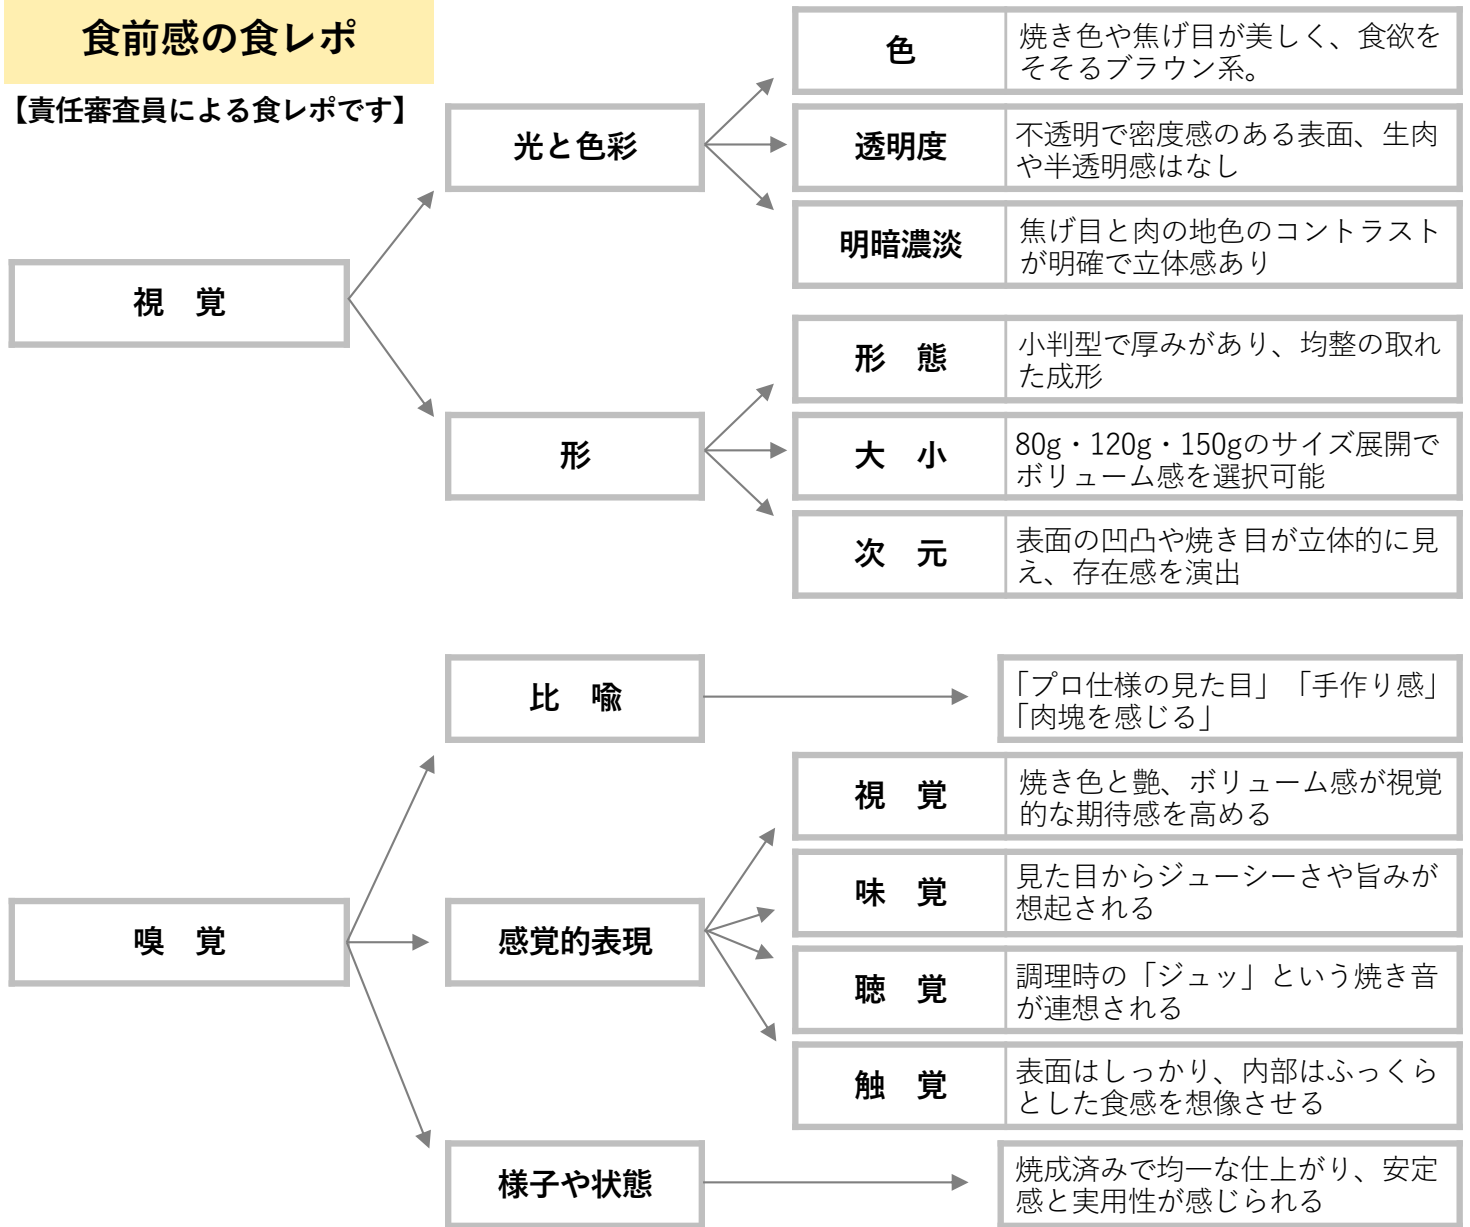 食前感の食レポ
【責任審査員による食レポです】
視　覚
光と色彩
色
焼き色や焦げ目が美しく、食欲を
そそるブラウン系。
透明度
不透明で密度感のある表面、生肉
や半透明感はなし
明暗濃淡
焦げ目と肉の地色のコントラスト
が明確で立体感あり
形
形　態
小判型で厚みがあり、均整の取れ
た成形
大　小
80g・120g・150gのサイズ展開で
ボリューム感を選択可能
次　元
表面の凹凸や焼き目が立体的に見
え、存在感を演出
嗅　覚
比　喩
「プロ仕様の見た目」「手作り感」
「肉塊を感じる」
感覚的表現
視　覚
焼き色と艶、ボリューム感が視覚
的な期待感を高める
味　覚
見た目からジューシーさや旨みが
想起される
聴　覚
調理時の「ジュッ」という焼き音
が連想される
触　覚
表面はしっかり、内部はふっくら
とした食感を想像させる
様子や状態
焼成済みで均一な仕上がり、安定
感と実用性が感じられる